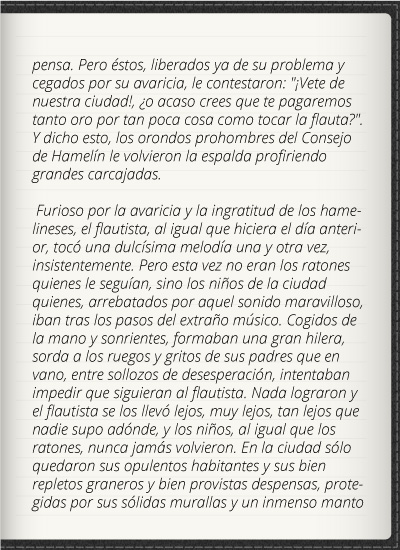 pensa. Pero éstos, liberados ya de su problema y
cegados por su avaricia, le contestaron: "¡Vete de
nuestra ciudad!, ¿o acaso crees que te pagaremos
tanto oro por tan poca cosa como tocar la flauta?".
Y dicho esto, los orondos prohombres del Consejo
de Hamelín le volvieron la espalda profiriendo
grandes carcajadas.
Furioso por la avaricia y la ingratitud de los hame-
lineses, el flautista, al igual que hiciera el día anteri-
or, tocó una dulcísima melodía una y otra vez,
insistentemente. Pero esta vez no eran los ratones
quienes le seguían, sino los niños de la ciudad
quienes, arrebatados por aquel sonido maravilloso,
iban tras los pasos del extraño músico. Cogidos de
la mano y sonrientes, formaban una gran hilera,
sorda a los ruegos y gritos de sus padres que en
vano, entre sollozos de desesperación, intentaban
impedir que siguieran al flautista. Nada lograron y
el flautista se los llevó lejos, muy lejos, tan lejos que
nadie supo adónde, y los niños, al igual que los
ratones, nunca jamás volvieron. En la ciudad sólo
quedaron sus opulentos habitantes y sus bien
repletos graneros y bien provistas despensas, prote-
gidas por sus sólidas murallas y un inmenso manto